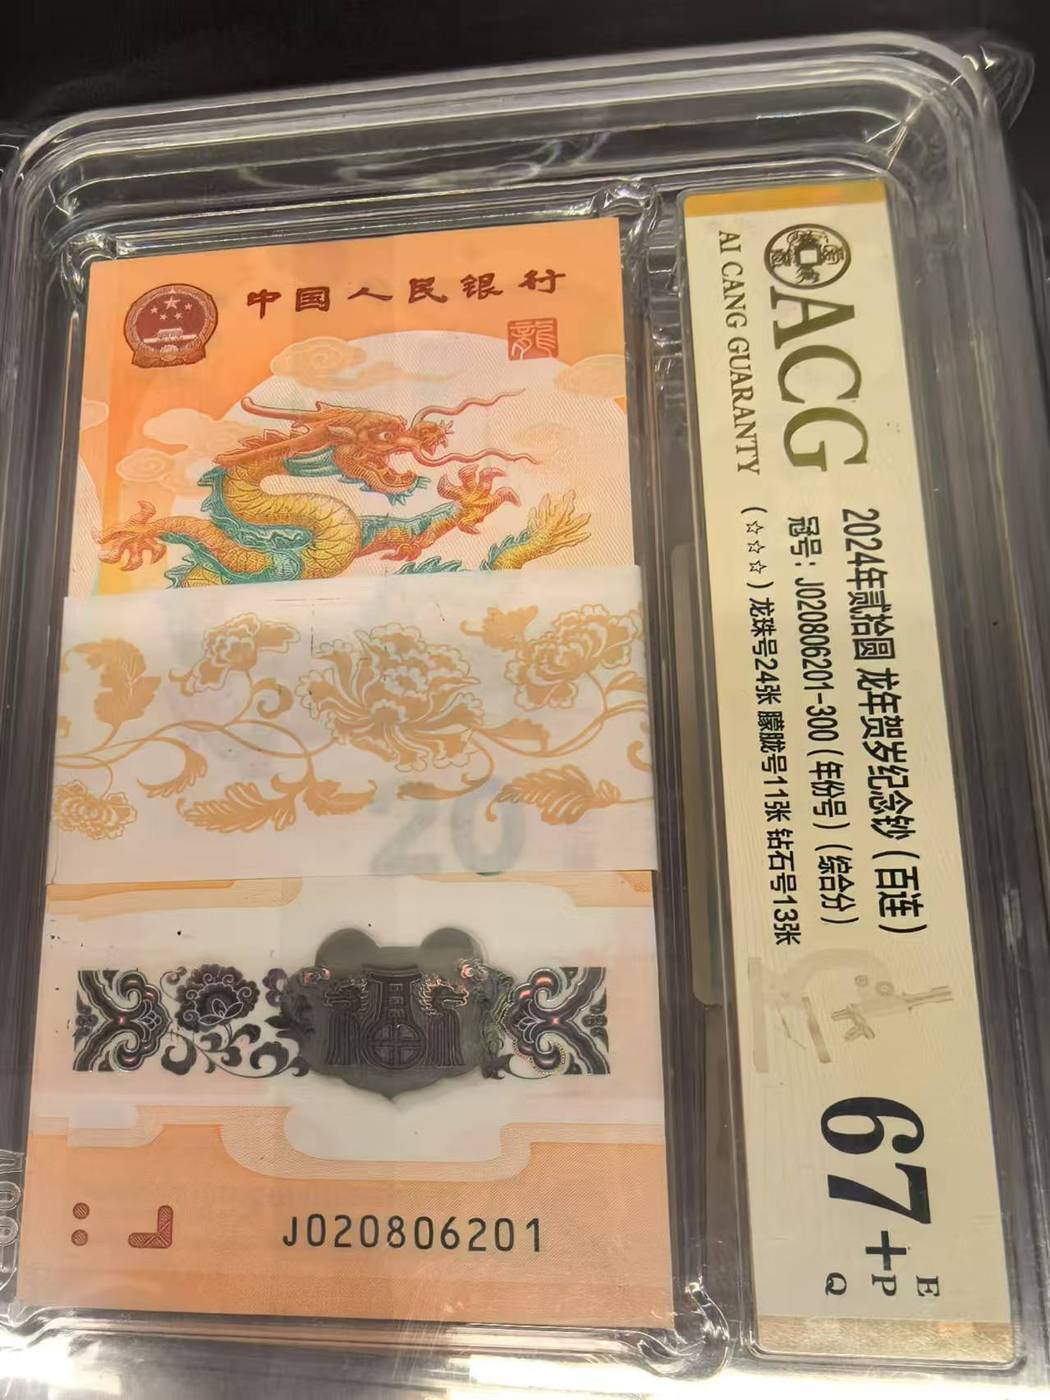 中国人民银行
龍
20
J020806201
ACG
AI CANG GUARANTY
2024年贰拾圆 龙年贺岁纪念钞（百连）
冠号：J020806201-300（年份号）（综合分）
（☆☆☆）龙珠号24张 朦胧号11张 钻石号13张
67+
E
P
Q